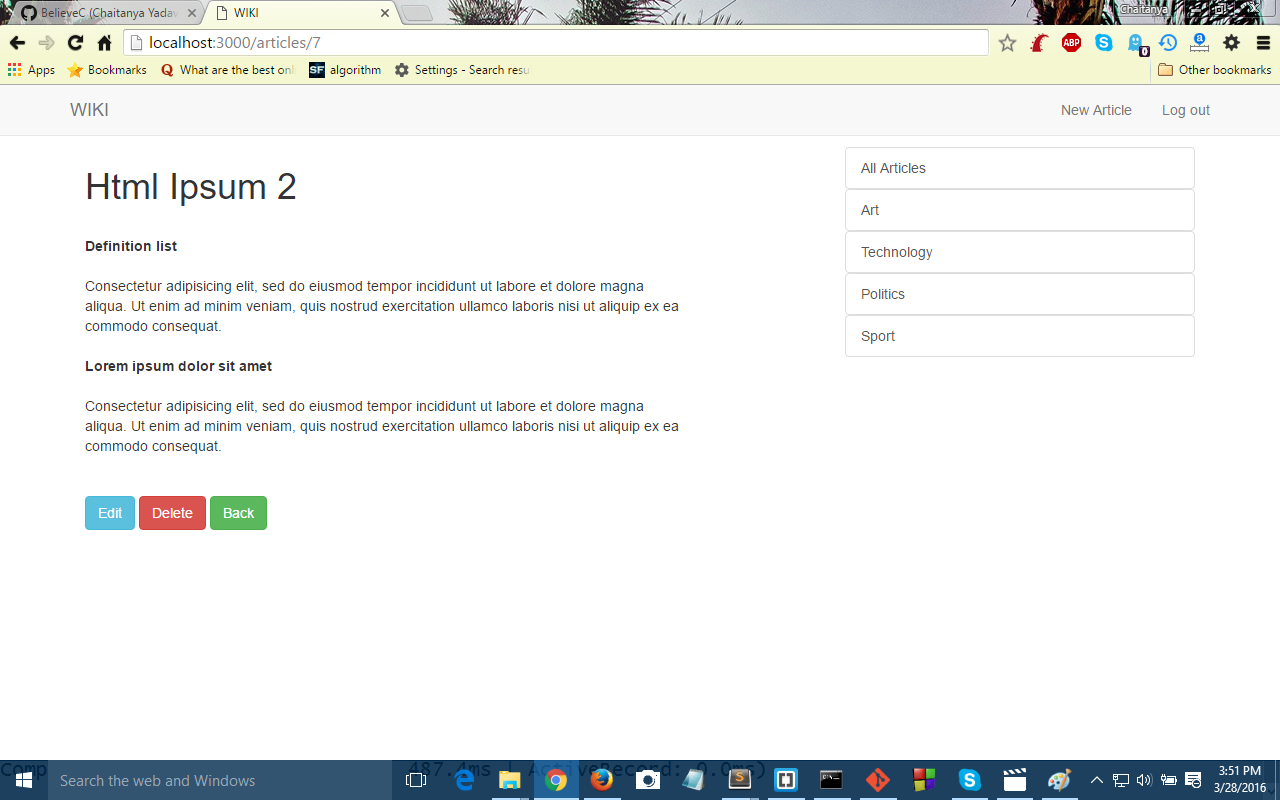 Chaitanya
BelieveC (Chaitanya Yadav
WIKI
localhost:3000/articles/7
ABP
0
Apps
Bookmarks
What are the best onl
SF
algorithm
Settings - Search resu
Other bookmarks
WIKI
New Article
Log out
Html Ipsum 2
Definition list
Consectetur adipisicing elit, sed do eiusmod tempor incididunt ut labore et dolore magna
aliqua. Ut enim ad minim veniam, quis nostrud exercitation ullamco laboris nisi ut aliquip ex ea
commodo consequat.
Lorem ipsum dolor sit amet
Consectetur adipisicing elit, sed do eiusmod tempor incididunt ut labore et dolore magna
aliqua. Ut enim ad minim veniam, quis nostrud exercitation ullamco laboris nisi ut aliquip ex ea
commodo consequat.
Edit
Delete
Back
All Articles
Art
Technology
Politics
Sport
Comp
487.4ms | ActiveRecord: 0.0ms)
Search the web and Windows
3:51 PM
3/28/2016